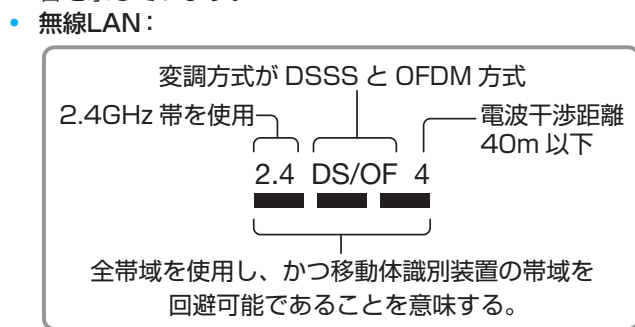 • 無線LAN：
変調方式が DSSS と OFDM 方式
2.4GHz 帯を使用
電波干渉距離
40m 以下
2.4 DS/OF 4
全帯域を使用し、かつ移動体識別装置の帯域を
回避可能であることを意味する。